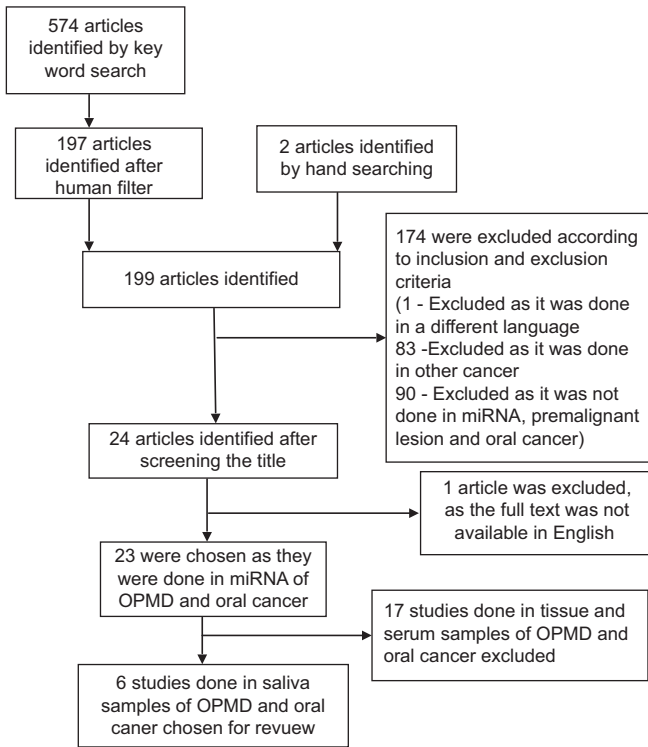 574 articles
identified by key
word search
197 articles
identified after
human filter
2 articles identified
by hand searching
199 articles identified
174 were excluded according
to inclusion and exclusion
criteria
(1 - Excluded as it was done
in a different language
83 -Excluded as it was done
in other cancer
90 - Excluded as it was not
done in miRNA, premalignant
lesion and oral cancer)
24 articles identified after
screening the title
1 article was excluded,
as the full text was not
available in English
23 were chosen as they
were done in miRNA of
OPMD and oral cancer
17 studies done in tissue and
serum samples of OPMD and
oral cancer excluded
6 studies done in saliva
samples of OPMD and oral
caner chosen for revuew